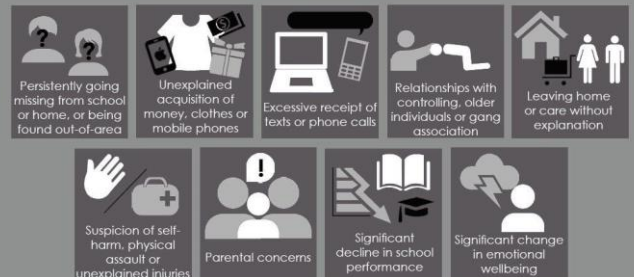 Persistently going
missing from school
or home, or being
found out-of-area
Unexplained
acquisition of
money, clothes or
mobile phones
Excessive receipt of
texts or phone calls
Relationships with
controlling, older
individuals or gang
association
Leaving home
or care without
explanation
Suspicion of self-
harm, physical
assault or
unexplained injuries
Parental concerns
Significant
decline in school
performance
Significant change
in emotional
wellbeing